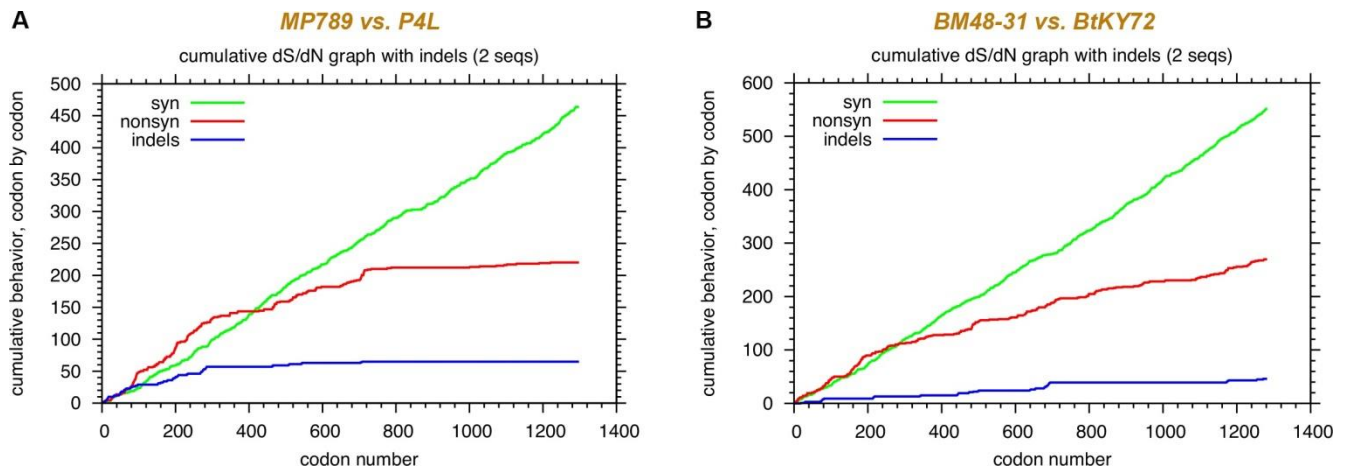 A
MP789 vs. P4L
cumulative dS/dN graph with indels (2 seqs)
cumulative behavior, codon by codon
500
450
400
350
300
250
200
150
100
50
0
syn
nonsyn
indels
0 200 400 600 800 1000 1200 1400
codon number
B
BM48-31 vs. BtKY72
cumulative dS/dN graph with indels (2 seqs)
cumulative behavior, codon by codon
600
500
400
300
200
100
0
syn
nonsyn
indels
0 200 400 600 800 1000 1200 1400
codon number